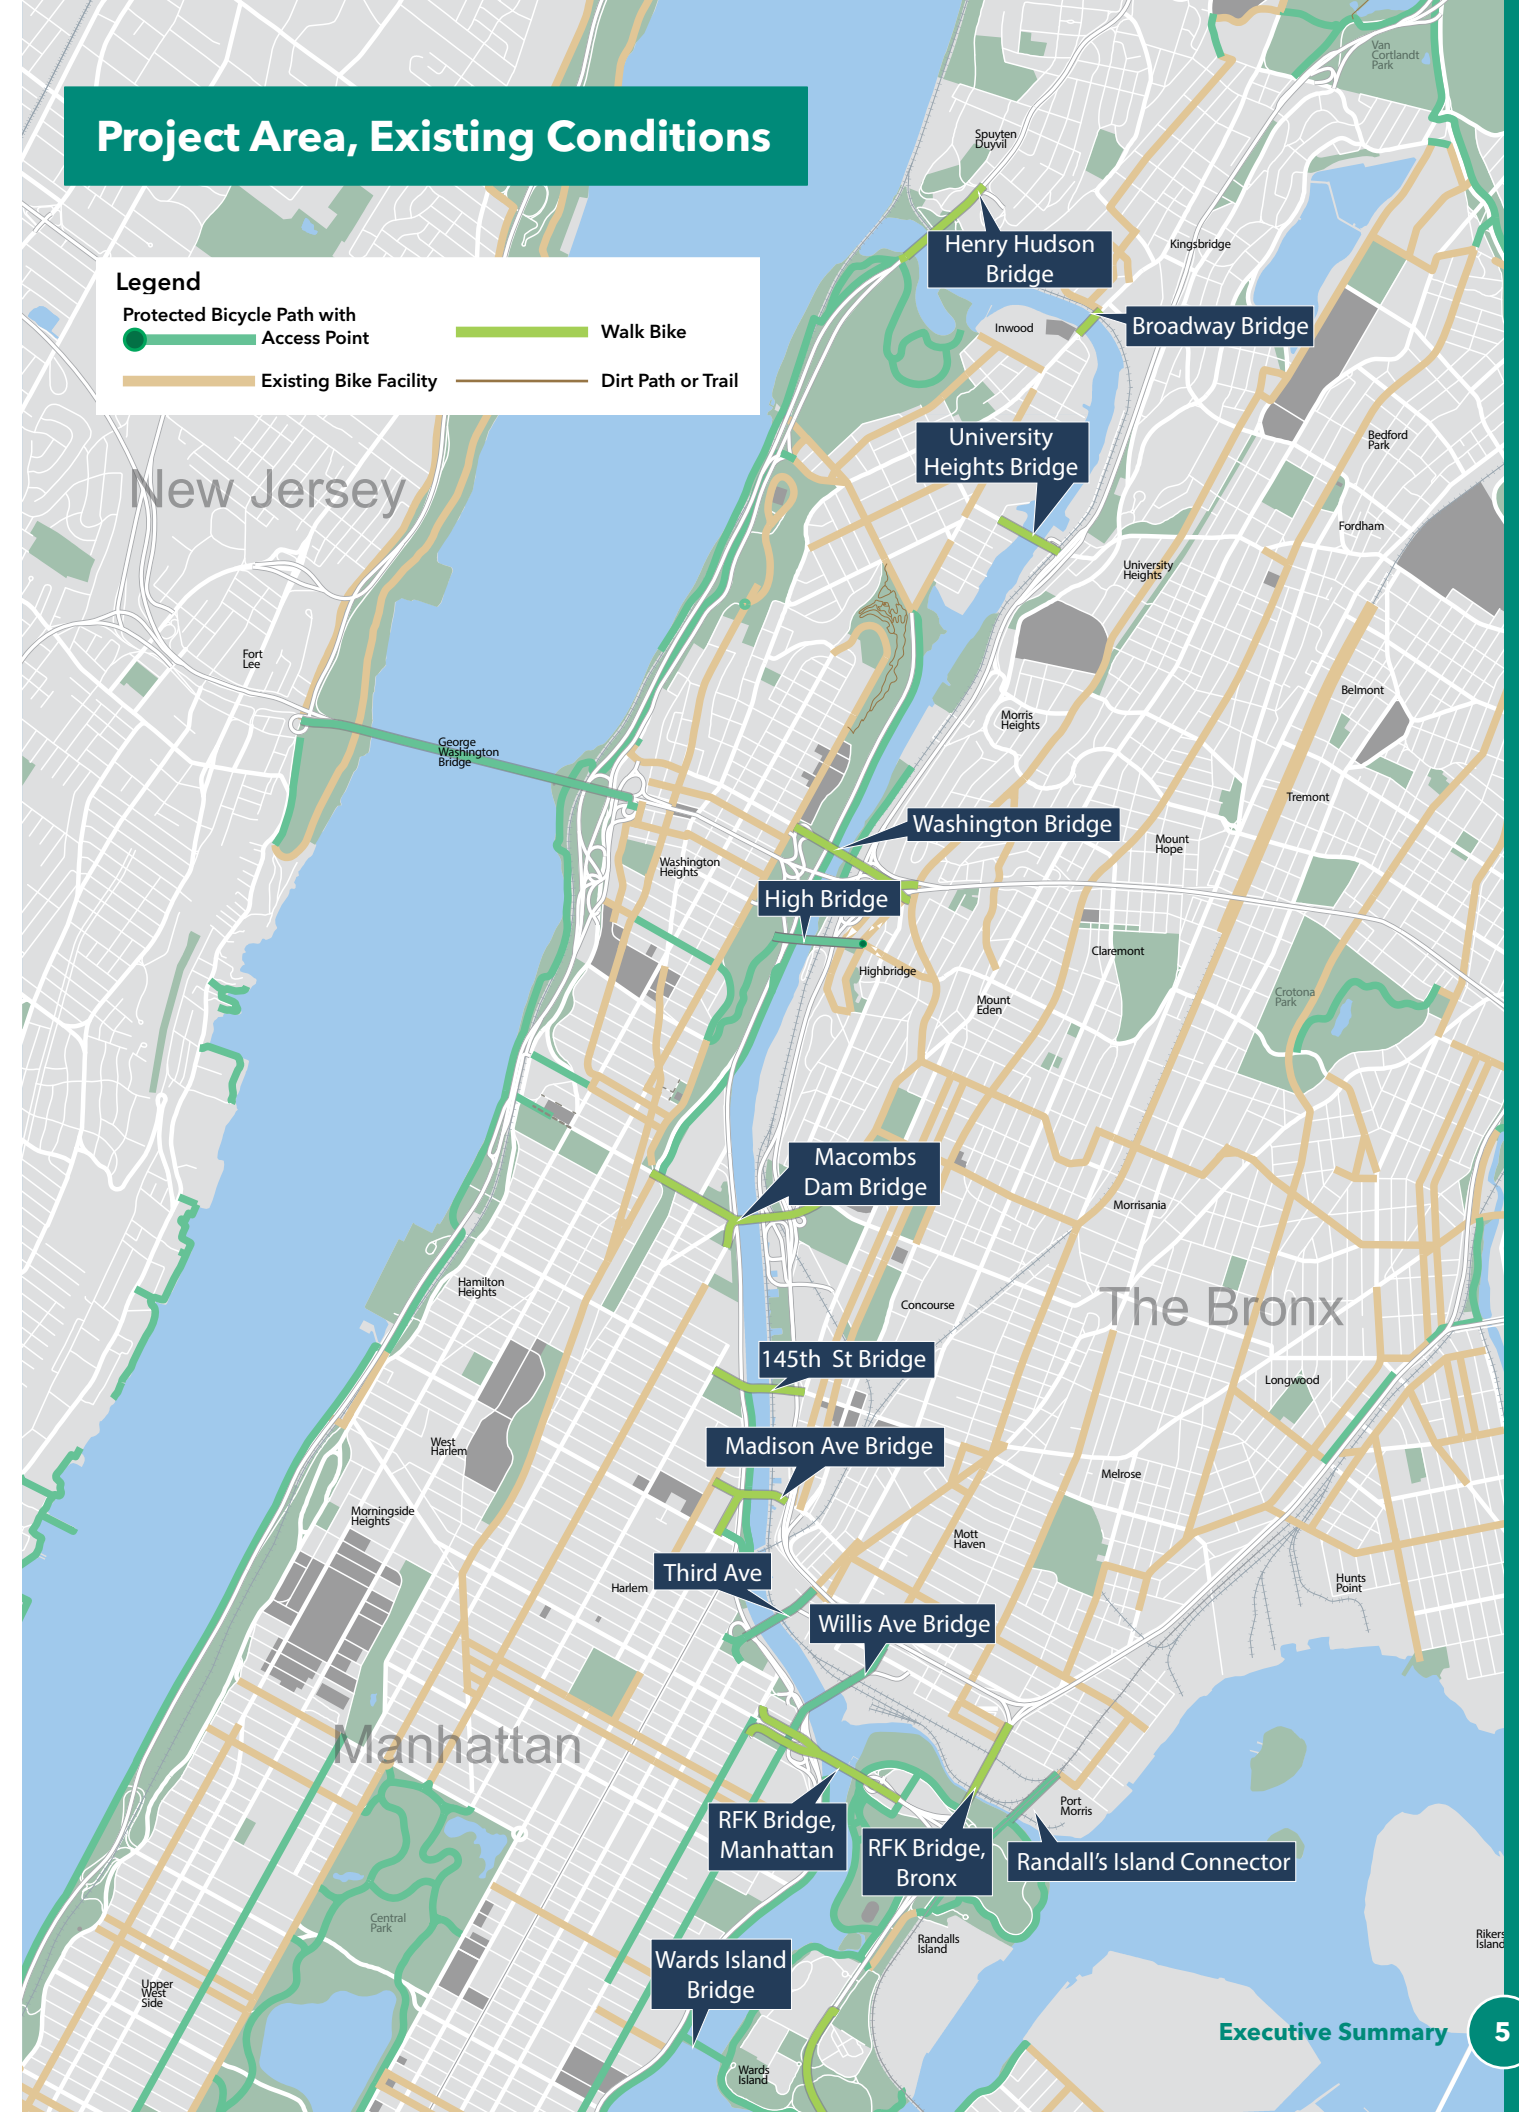 Van
Cortlandt
Park
Project Area, Existing Conditions
Spuyten
Duyvil
Henry Hudson
Bridge
Kingsbridge
Legend
Protected Bicycle Path with
Access Point
Walk Bike
Existing Bike Facility
Dirt Path or Trail
Inwood
Broadway Bridge
University
Heights Bridge
Bedford
Park
New Jersey
Fordham
University
Heights
Fort
Lee
Belmont
Morris
Heights
George
Washington
Bridge
Tremont
Washington Bridge
Mount
Hope
Washington
Heights
High Bridge
Claremont
Highbridge
Mount
Eden
Crotona
Park
Macombs
Dam Bridge
Morrisania
Hamilton
Heights
Concourse
The Bronx
145th St Bridge
Longwood
West
Harlem
Madison Ave Bridge
Melrose
Morningside
Heights
Mott
Haven
Third Ave
Harlem
Hunts
Point
Willis Ave Bridge
Manhattan
Port
Morris
RFK Bridge,
Manhattan
RFK Bridge,
Bronx
Randall's Island Connector
Central
Park
Randalls
Island
Rikers
Island
Wards Island
Bridge
Upper
West
Side
Executive Summary 5
Wards
Island